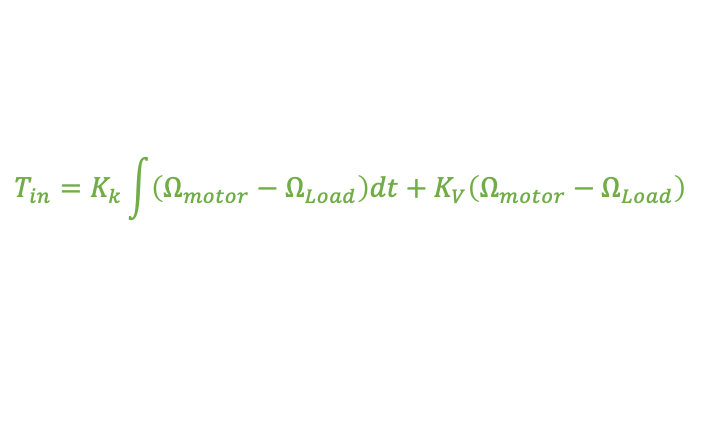 T_in = K_k ∫ (Ω_motor − Ω_Load)dt + K_V (Ω_motor − Ω_Load)